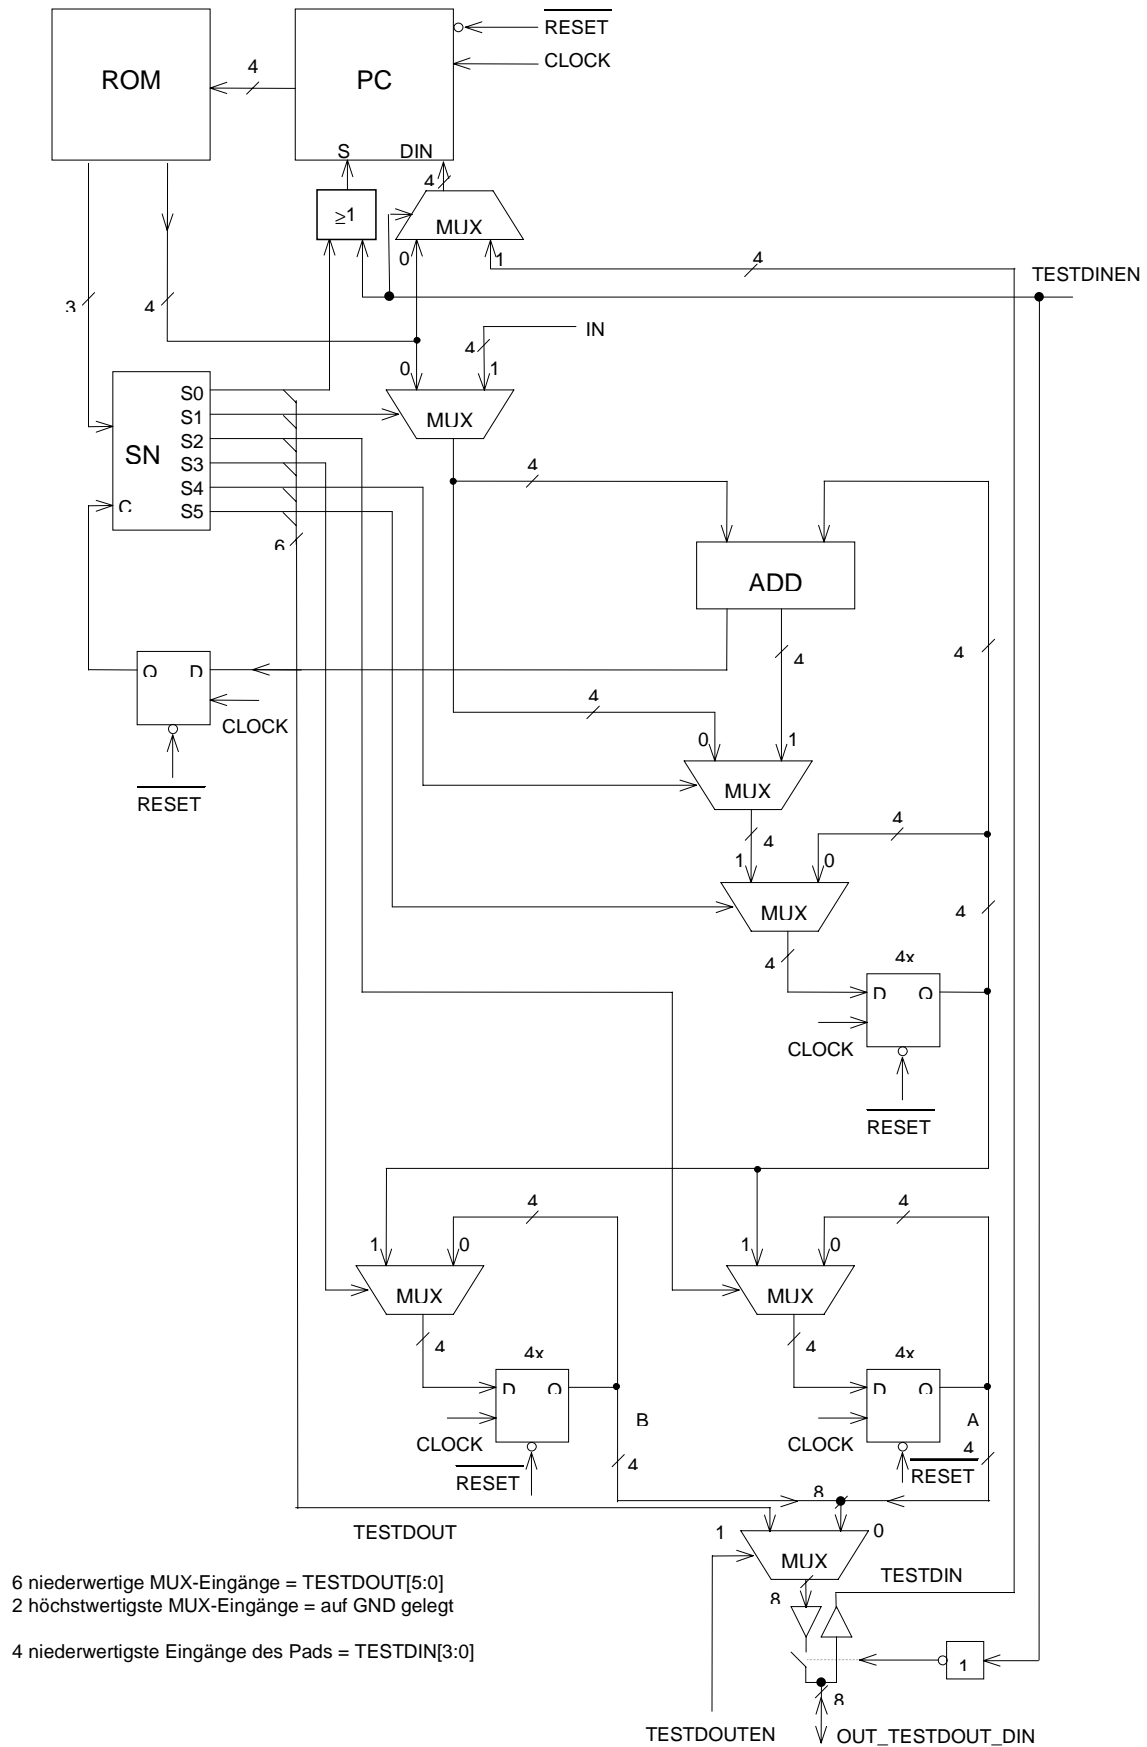 RESET
CLOCK
ROM
4
PC
S
DIN
4
≥1
MUX
0
1
4
TESTDINEN
3
4
IN
4
0
1
MUX
S0
S1
S2
S3
S4
S5
SN
C
6
4
ADD
4
4
Q
D
CLOCK
RESET
4
0
1
MUX
4
4
1
0
MUX
4
4
4x
D
Q
CLOCK
RESET
4
4
1
0
MUX
1
0
MUX
4
4
4x
D
Q
4x
D
Q
CLOCK
RESET
B
4
CLOCK
RESET
A
4
8
TESTDOUT
1
0
MUX
TESTDIN
8
1
8
TESTDOUTEN
OUT_TESTDOUT_DIN
6 niederwertige MUX-Eingänge = TESTDOUT[5:0]
2 höchstwertigste MUX-Eingänge = auf GND gelegt
4 niederwertigste Eingänge des Pads = TESTDIN[3:0]